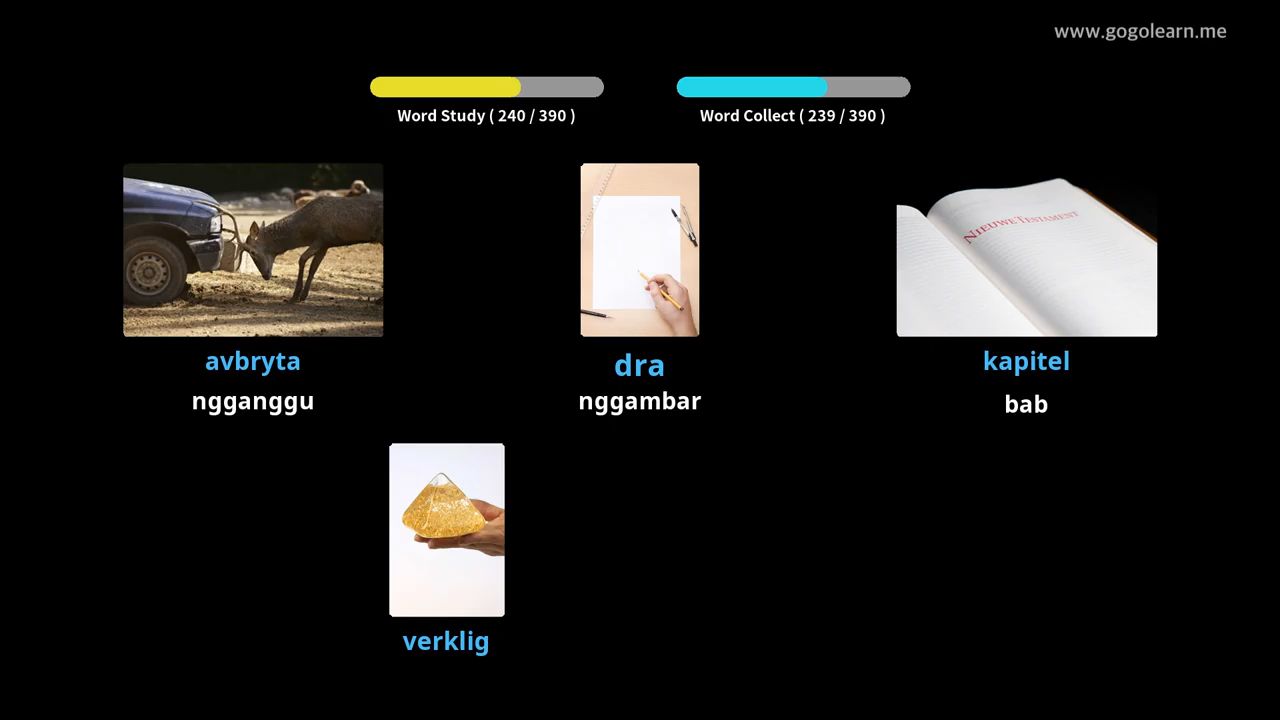 www.gogolearn.me
Word Study ( 240 / 390 )
Word Collect ( 239 / 390 )
NIEUWE TESTAMENT
avbryta
dra
kapitel
ngganggu
nggambar
bab
verklig